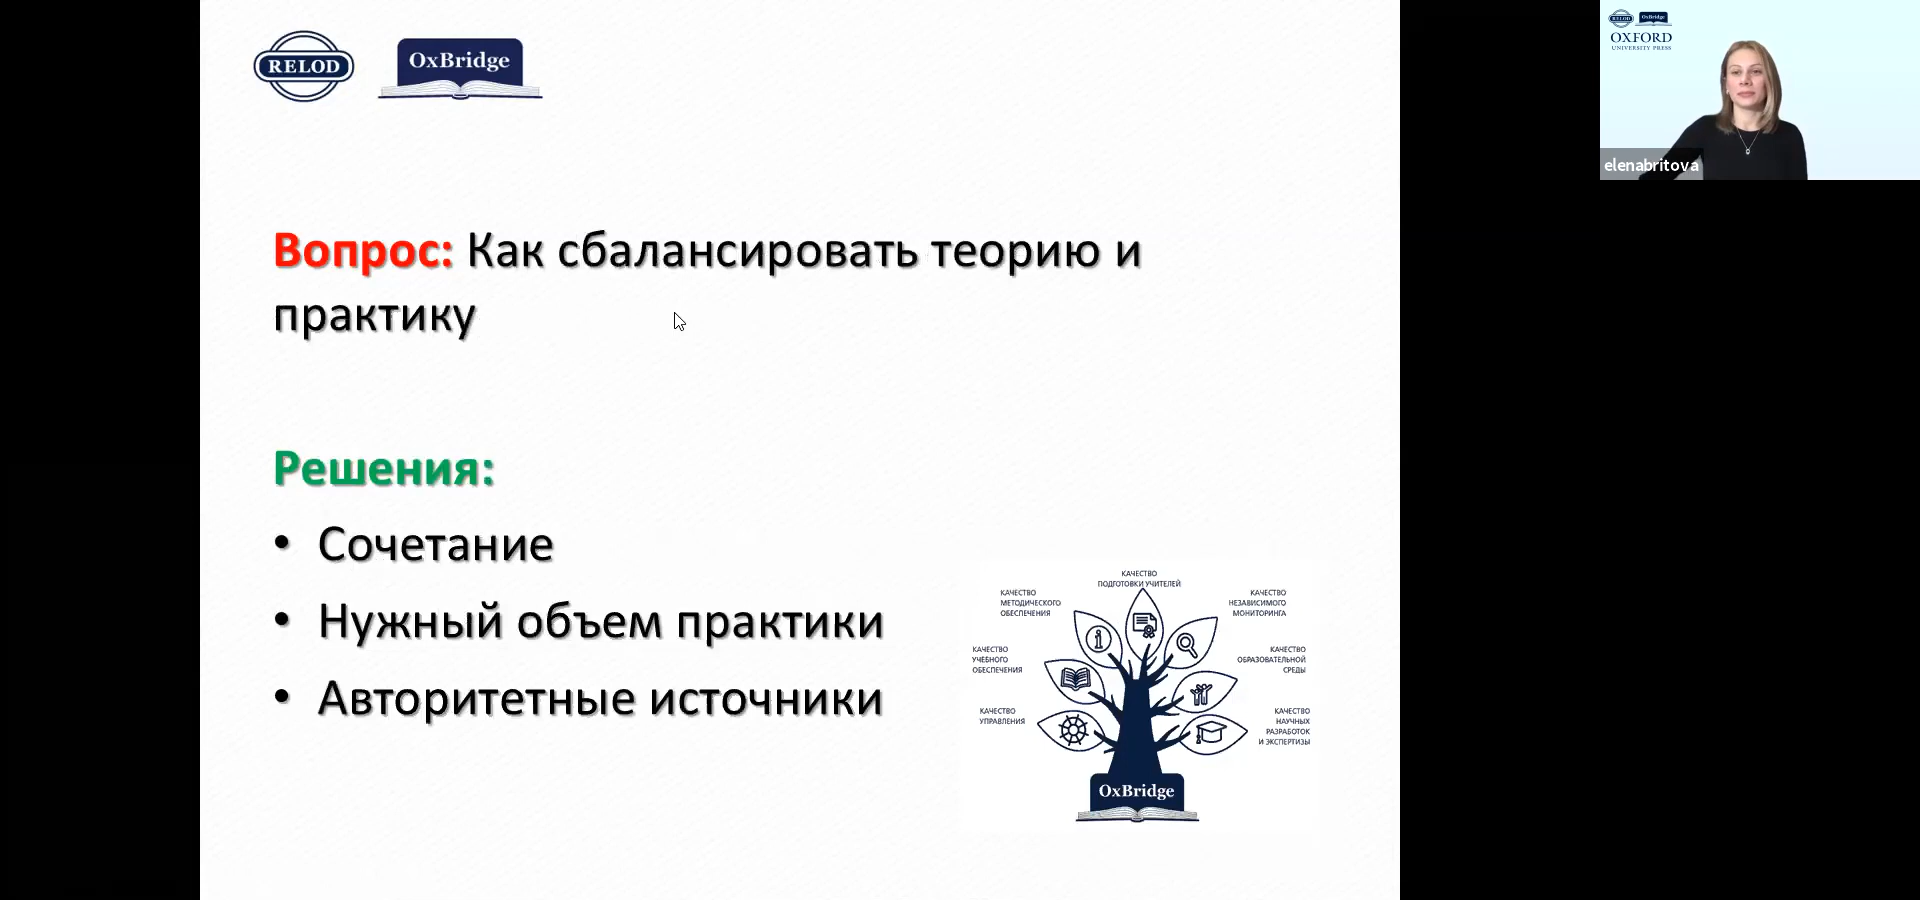 RELOD
OxBridge
Вопрос: Как сбалансировать теорию и
практику
Решения:
• Сочетание
• Нужный объем практики
• Авторитетные источники
КАЧЕСТВО
ПОДГОТОВКИ УЧИТЕЛЕЙ
КАЧЕСТВО
МЕТОДИЧЕСКОГО
ОБЕСПЕЧЕНИЯ
КАЧЕСТВО
НЕЗАВИСИМОГО
МОНИТОРИНГА
КАЧЕСТВО
УЧЕБНОГО
ОБЕСПЕЧЕНИЯ
КАЧЕСТВО
ОБРАЗОВАТЕЛЬНОЙ
СРЕДЫ
КАЧЕСТВО
УПРАВЛЕНИЯ
КАЧЕСТВО
НАУЧНЫХ
РАЗРАБОТОК
И ЭКСПЕРТИЗЫ
OxBridge
RELOD
OxBridge
OXFORD
UNIVERSITY PRESS
elenabritova